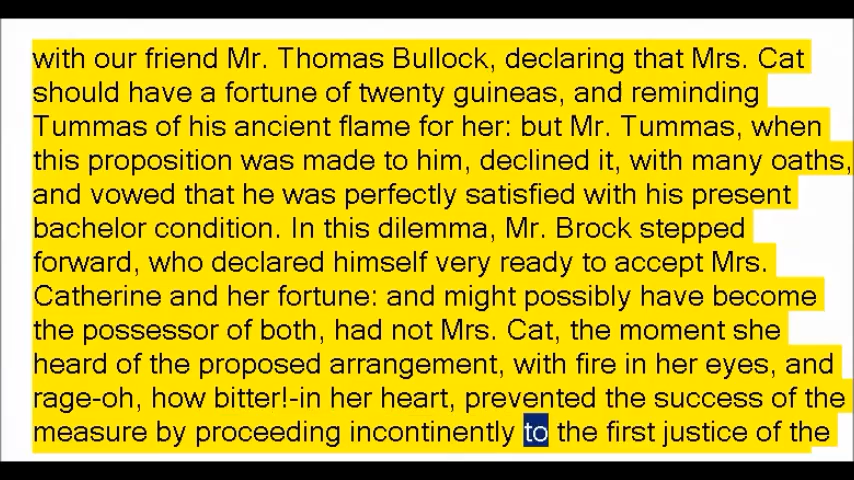 with our friend Mr. Thomas Bullock, declaring that Mrs. Cat
should have a fortune of twenty guineas, and reminding
Tummas of his ancient flame for her: but Mr. Tummas, when
this proposition was made to him, declined it, with many oaths,
and vowed that he was perfectly satisfied with his present
bachelor condition. In this dilemma, Mr. Brock stepped
forward, who declared himself very ready to accept Mrs.
Catherine and her fortune: and might possibly have become
the possessor of both, had not Mrs. Cat, the moment she
heard of the proposed arrangement, with fire in her eyes, and
rage-oh, how bitter!-in her heart, prevented the success of the
measure by proceeding incontinently to the first justice of the